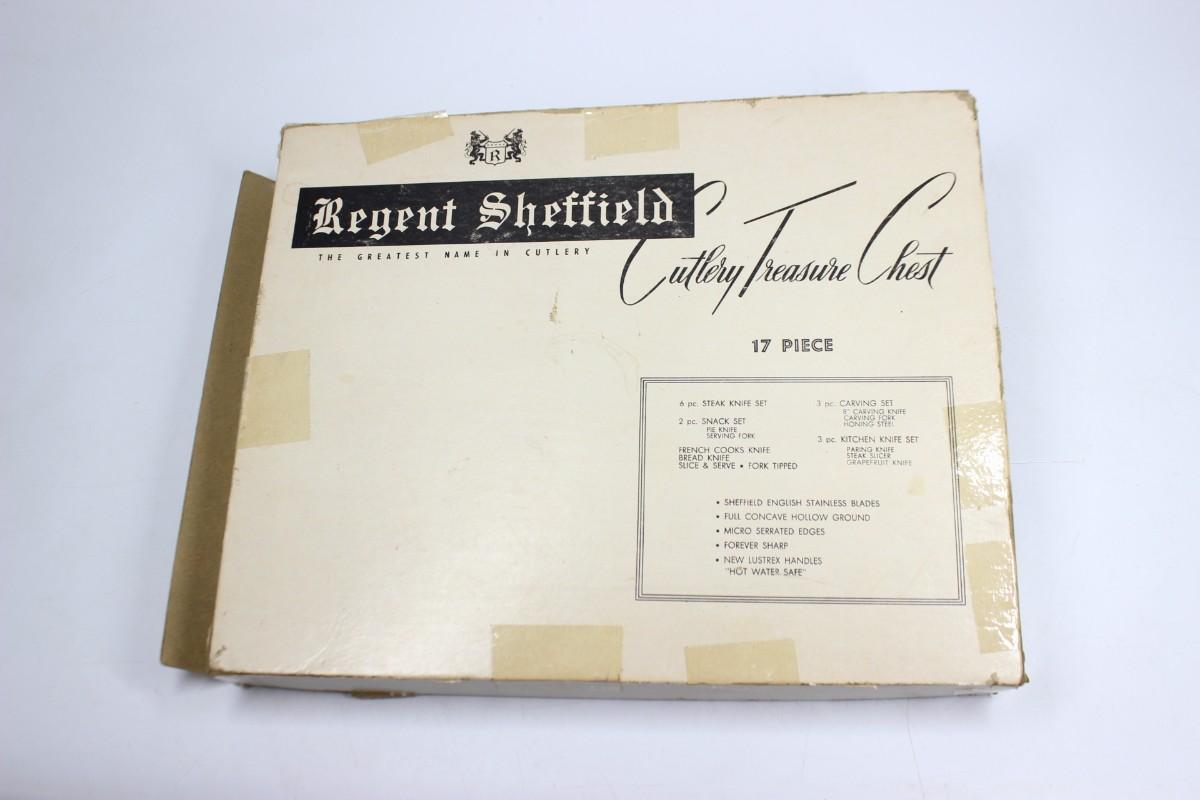 R
Regent Sheffield
THE GREATEST NAME IN CUTLERY
Cutlery Treasure Chest
17 PIECE
6 pc. STEAK KNIFE SET
2 pc. SNACK SET
PIE KNIFE
SERVING FORK
FRENCH COOKS KNIFE
BREAD KNIFE
SLICE & SERVE • FORK TIPPED
3 pc. CARVING SET
8" CARVING KNIFE
CARVING FORK
HONING STEEL
3 pc. KITCHEN KNIFE SET
PARING KNIFE
STEAK SLICER
GRAPEFRUIT KNIFE
• SHEFFIELD ENGLISH STAINLESS BLADES
• FULL CONCAVE HOLLOW GROUND
• MICRO SERRATED EDGES
• FOREVER SHARP
• NEW LUSTREX HANDLES
"HOT WATER SAFE"